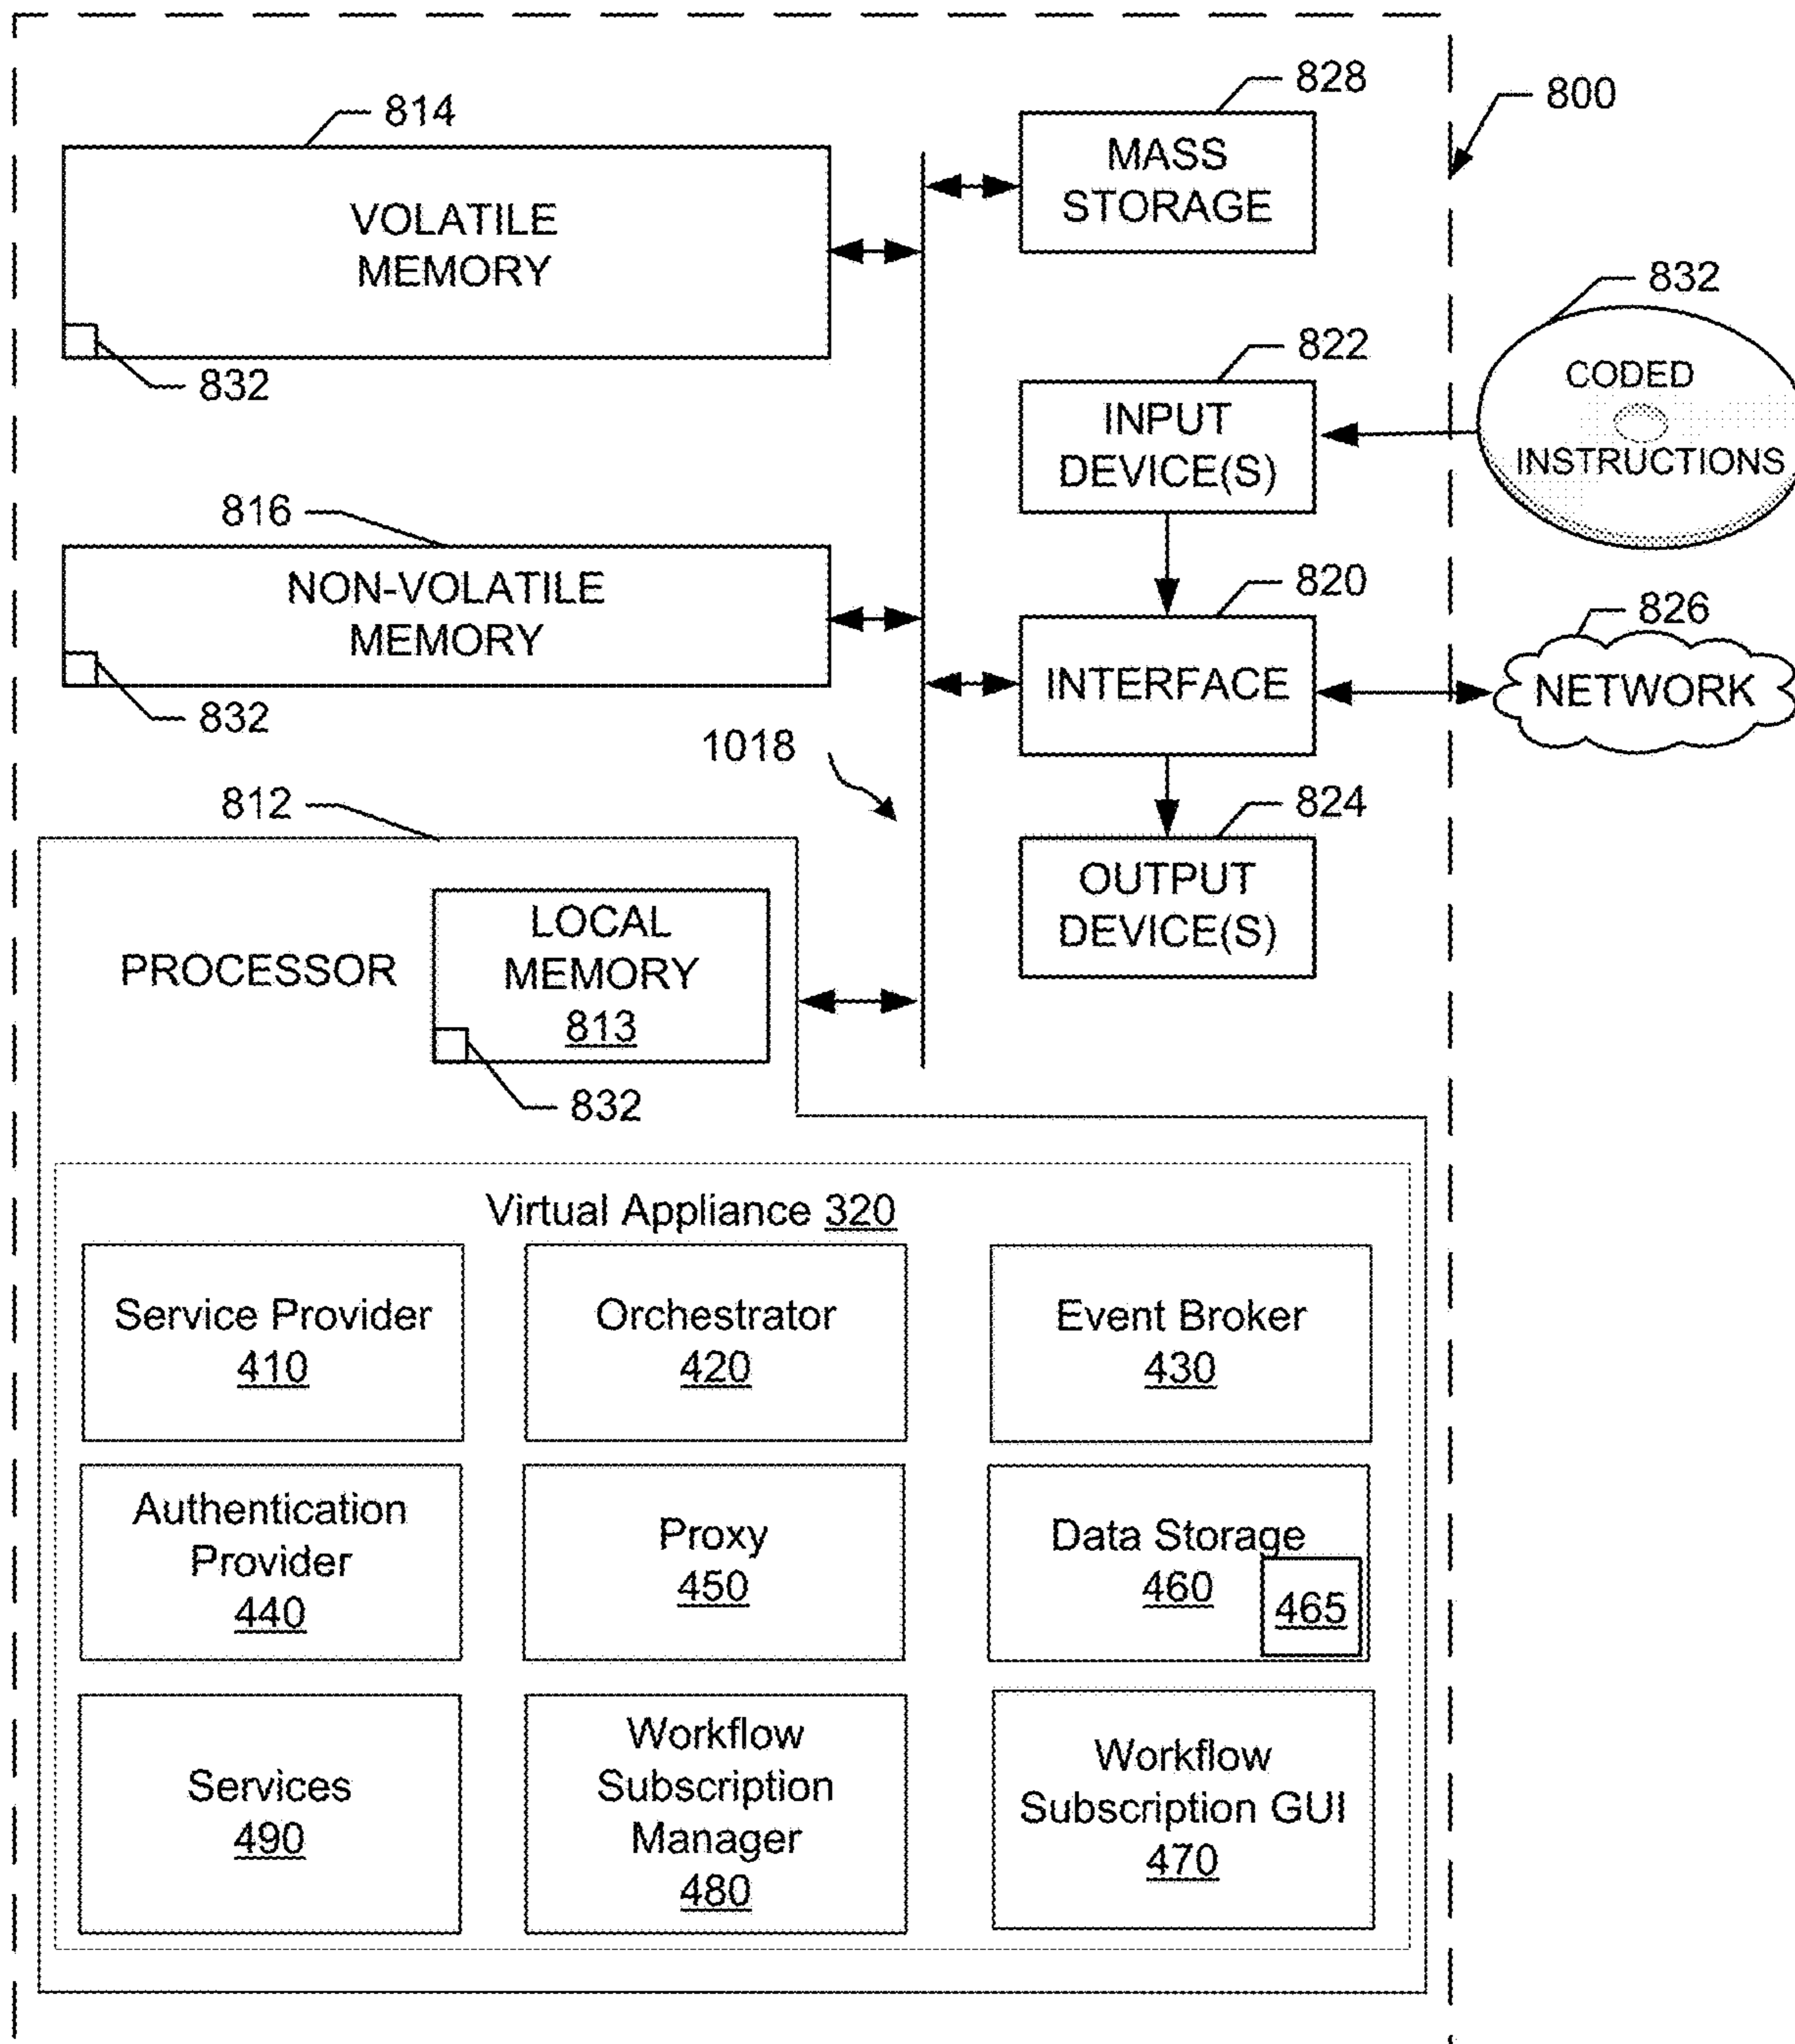 814
828
800
VOLATILE
MEMORY
MASS
STORAGE
832
832
822
INPUT
DEVICE(S)
CODED
INSTRUCTIONS
816
NON-VOLATILE
MEMORY
832
820
INTERFACE
826
NETWORK
1018
824
OUTPUT
DEVICE(S)
812
PROCESSOR
LOCAL
MEMORY
813
832
Virtual Appliance 320
Service Provider
410
Orchestrator
420
Event Broker
430
Authentication
Provider
440
Proxy
450
Data Storage
460
465
Services
490
Workflow
Subscription
Manager
480
Workflow
Subscription GUI
470